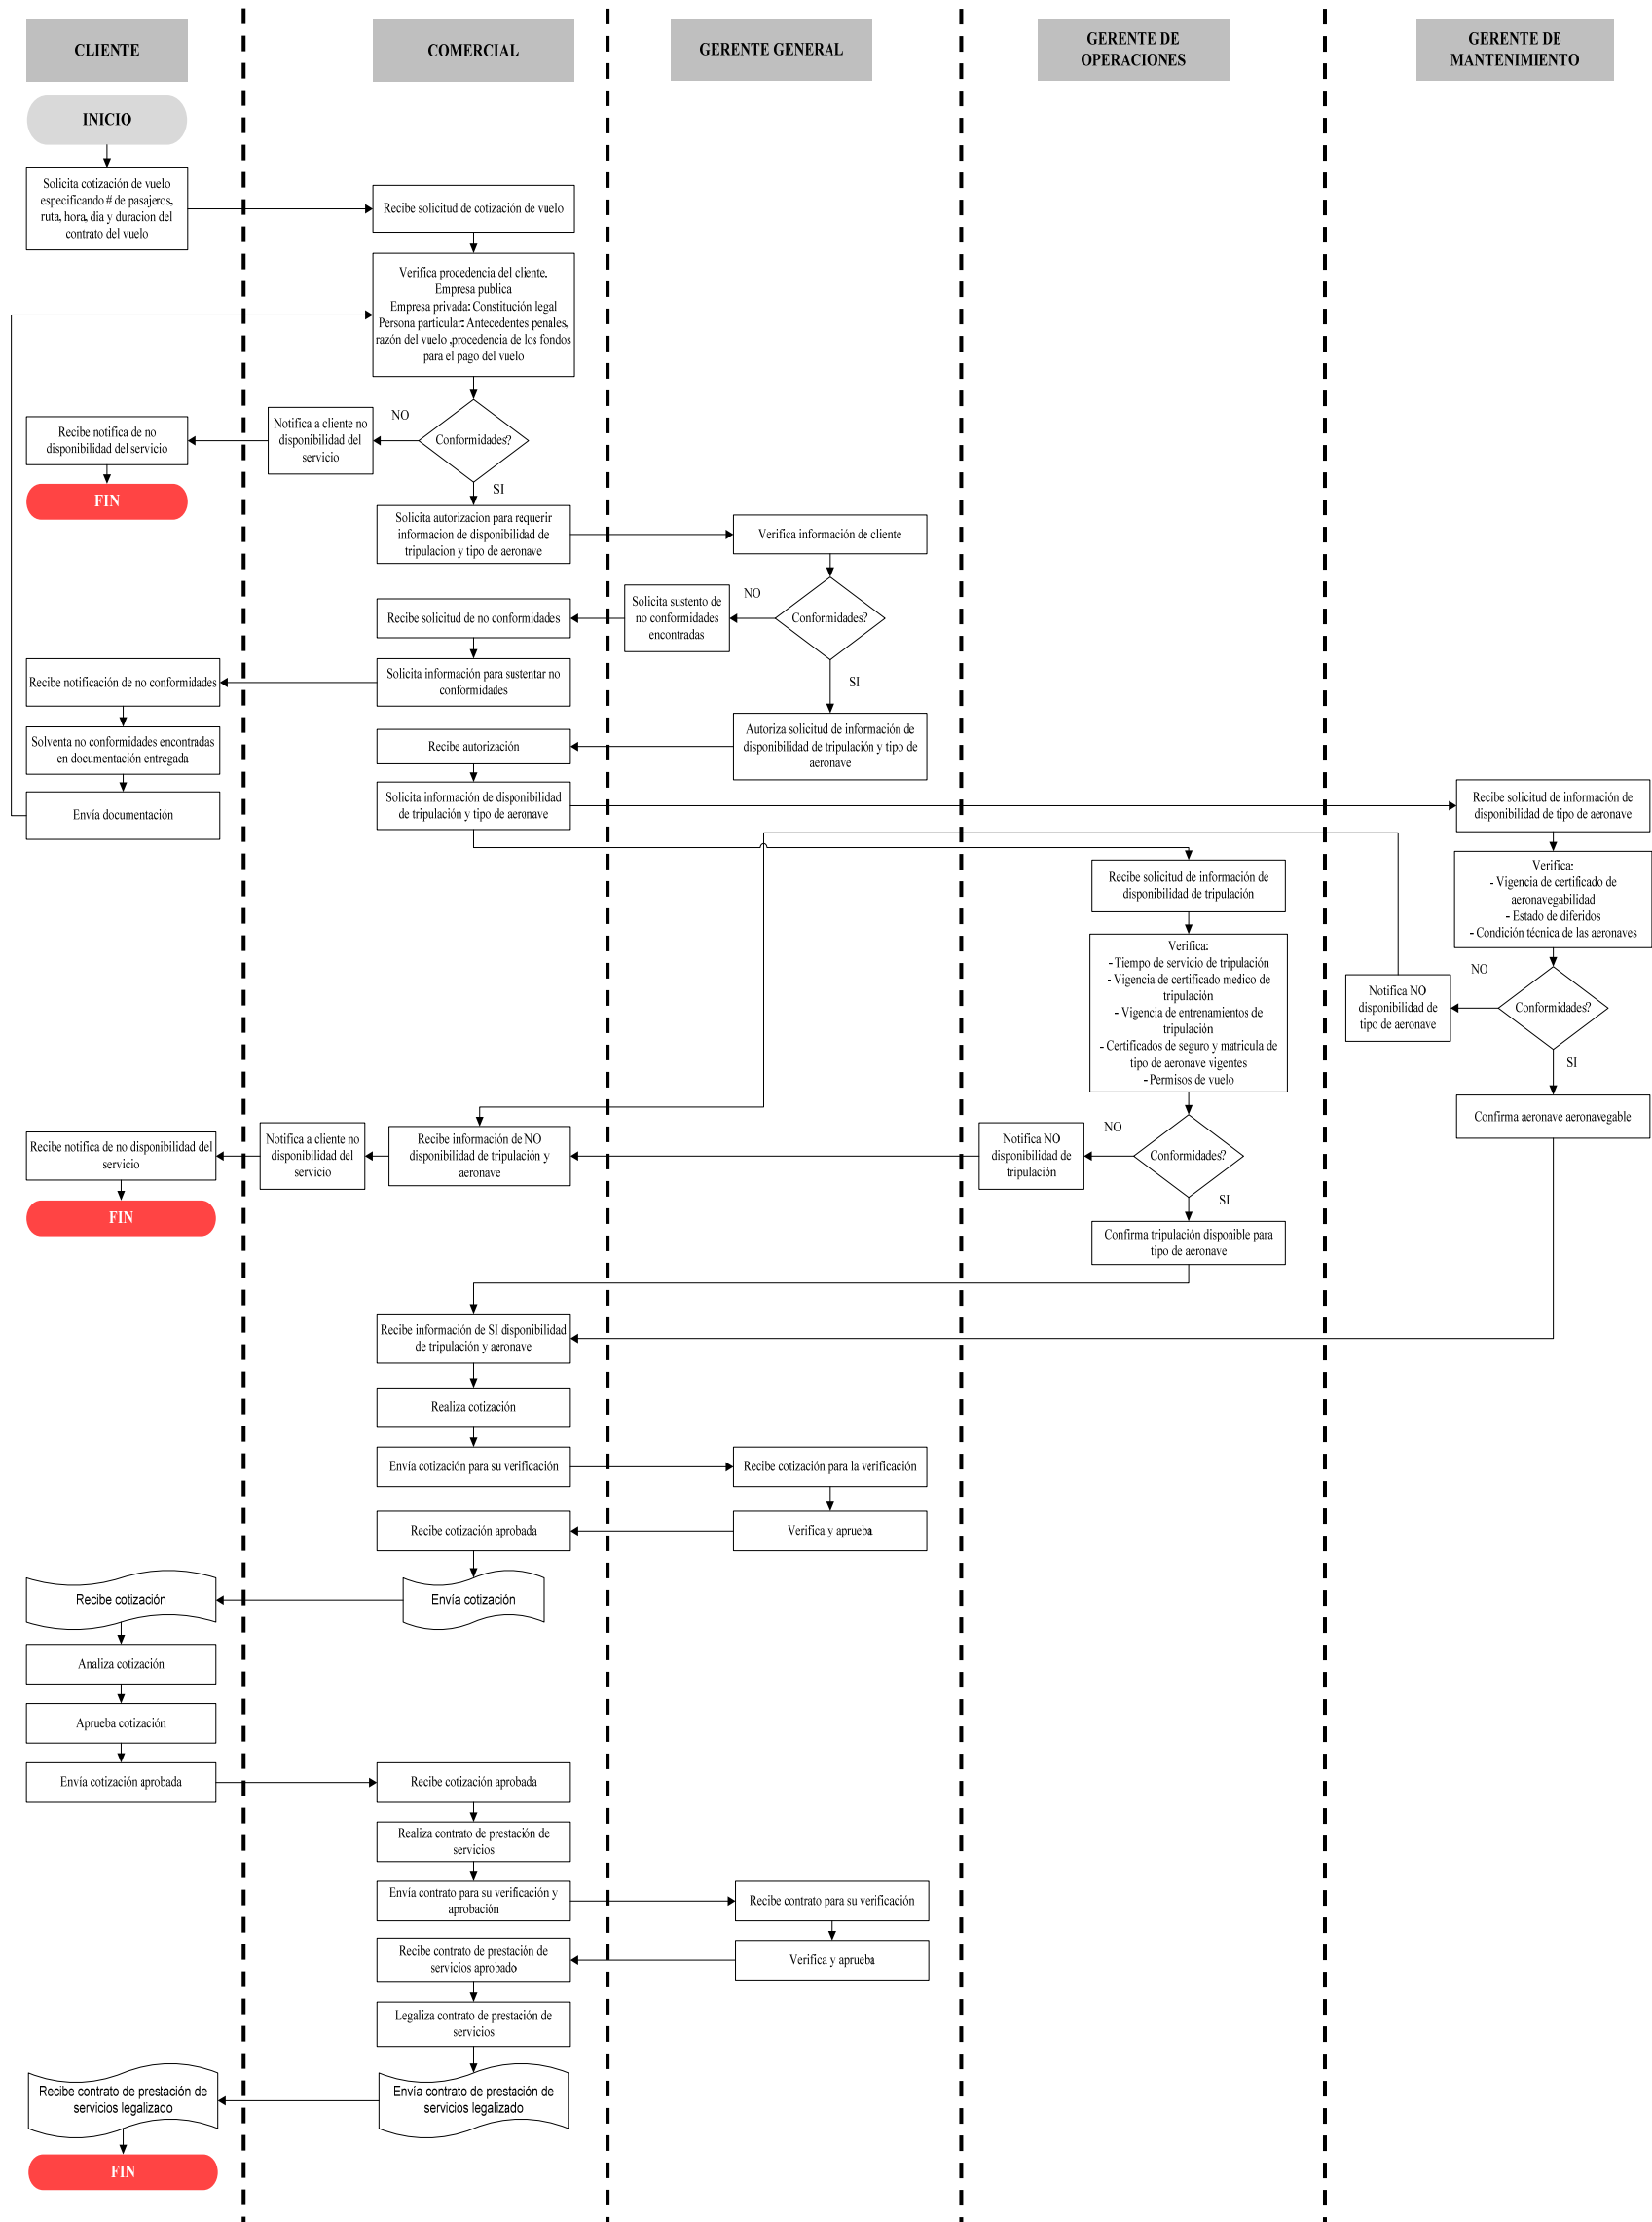 CLIENTE
COMERCIAL
GERENTE GENERAL
GERENTE DE
OPERACIONES
GERENTE DE
MANTENIMIENTO
INICIO
Solicita cotización de vuelo
especificando # de pasajeros,
ruta, hora, día y duracion del
contrato del vuelo
Recibe solicitud de cotización de vuelo
Verifica procedencia del cliente.
Empresa publica
Empresa privada: Constitución legal
Persona particular: Antecedentes penales,
razón del vuelo ,procedencia de los fondos
para el pago del vuelo
Conformidades?
NO
Notifica a cliente no
disponibilidad del
servicio
Recibe notifica de no
disponibilidad del servicio
FIN
SI
Solicita autorizacion para requerir
informacion de disponibilidad de
tripulacion y tipo de aeronave
Verifica información de cliente
Conformidades?
NO
Solicita sustento de
no conformidades
encontradas
Recibe solicitud de no conformidades
Solicita información para sustentar no
conformidades
Recibe notificación de no conformidades
Solventa no conformidades encontradas
en documentación entregada
Envía documentación
SI
Autoriza solicitud de información de
disponibilidad de tripulación y tipo de
aeronave
Recibe autorización
Solicita información de disponibilidad
de tripulación y tipo de aeronave
Recibe solicitud de información de
disponibilidad de tipo de aeronave
Verifica:
- Vigencia de certificado de
aeronavegabilidad
- Estado de diferidos
- Condición técnica de las aeronaves
Conformidades?
NO
Notifica NO
disponibilidad de
tipo de aeronave
SI
Confirma aeronave aeronavegable
Recibe solicitud de información de
disponibilidad de tripulación
Verifica:
- Tiempo de servicio de tripulación
- Vigencia de certificado medico de
tripulación
- Vigencia de entrenamientos de
tripulación
- Certificados de seguro y matricula de
tipo de aeronave vigentes
- Permisos de vuelo
Conformidades?
NO
Notifica NO
disponibilidad de
tripulación
Recibe información de NO
disponibilidad de tripulación y
aeronave
Notifica a cliente no
disponibilidad del
servicio
Recibe notifica de no disponibilidad del
servicio
FIN
SI
Confirma tripulación disponible para
tipo de aeronave
Recibe información de SI disponibilidad
de tripulación y aeronave
Realiza cotización
Envía cotización para su verificación
Recibe cotización para la verificación
Verifica y aprueba
Recibe cotización aprobada
Envía cotización
Recibe cotización
Analiza cotización
Aprueba cotización
Envía cotización aprobada
Recibe cotización aprobada
Realiza contrato de prestación de
servicios
Envía contrato para su verificación y
aprobación
Recibe contrato para su verificación
Verifica y aprueba
Recibe contrato de prestación de
servicios aprobado
Legaliza contrato de prestación de
servicios
Envía contrato de prestación de
servicios legalizado
Recibe contrato de prestación de
servicios legalizado
FIN